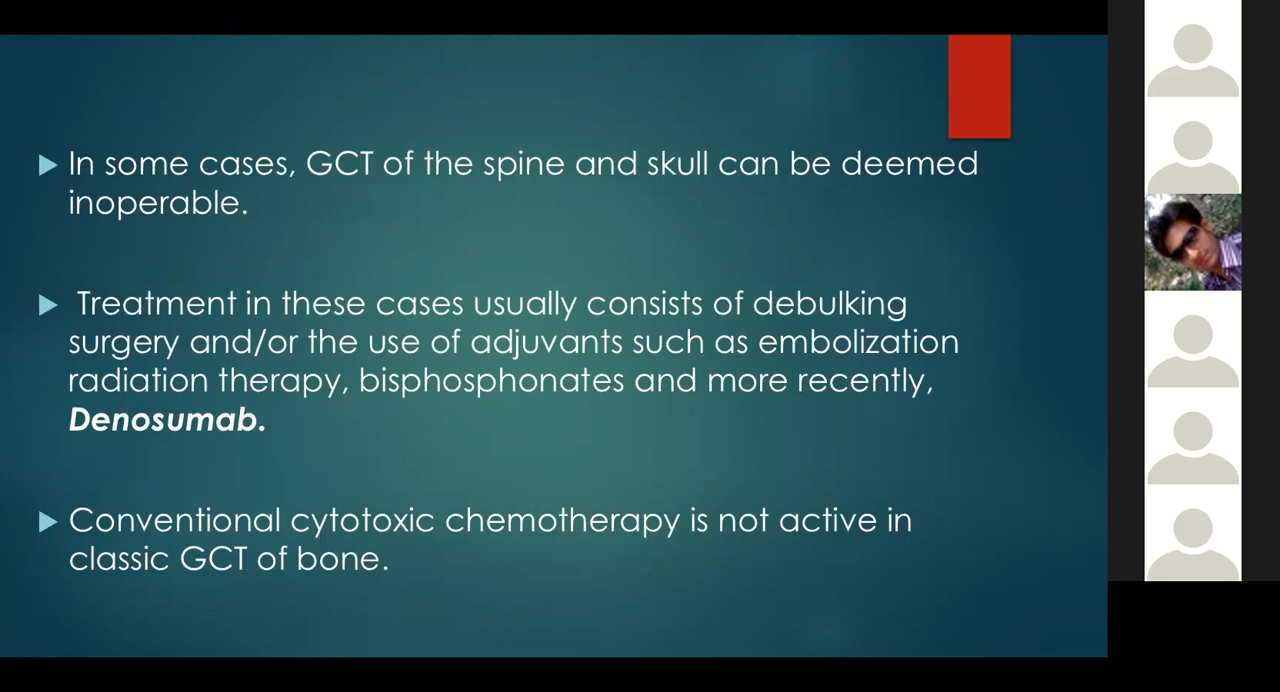 In some cases, GCT of the spine and skull can be deemed
inoperable.
Treatment in these cases usually consists of debulking
surgery and/or the use of adjuvants such as embolization
radiation therapy, bisphosphonates and more recently,
Denosumab.
Conventional cytotoxic chemotherapy is not active in
classic GCT of bone.